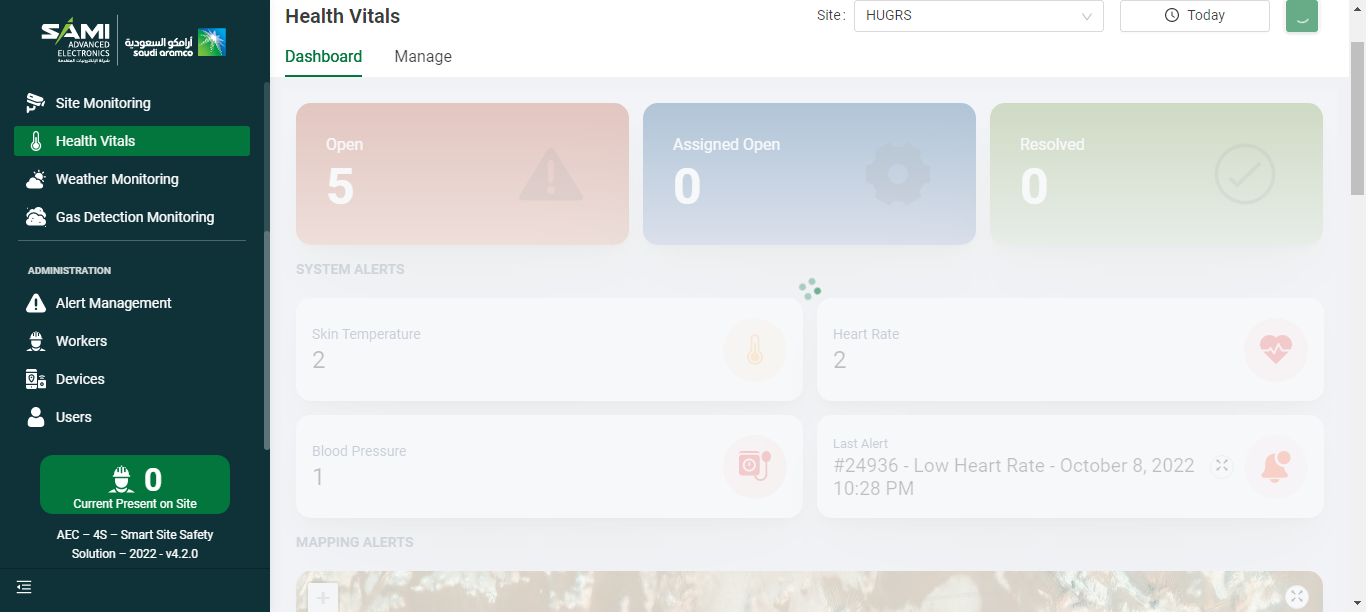 SAMI
ADVANCED
ELECTRONICS
شركة الإلكترونيات المتقدمة
أرامكو السعودية
saudi aramco
Site Monitoring
Health Vitals
Weather Monitoring
Gas Detection Monitoring
ADMINISTRATION
Alert Management
Workers
Devices
Users
0
Current Present on Site
AEC – 4S – Smart Site Safety
Solution – 2022 - v4.2.0
Health Vitals
Site :
HUGRS
Today
Dashboard
Manage
Open
5
Assigned Open
0
Resolved
0
SYSTEM ALERTS
Skin Temperature
2
Heart Rate
2
Blood Pressure
1
Last Alert
#24936 - Low Heart Rate - October 8, 2022
10:28 PM
MAPPING ALERTS
+